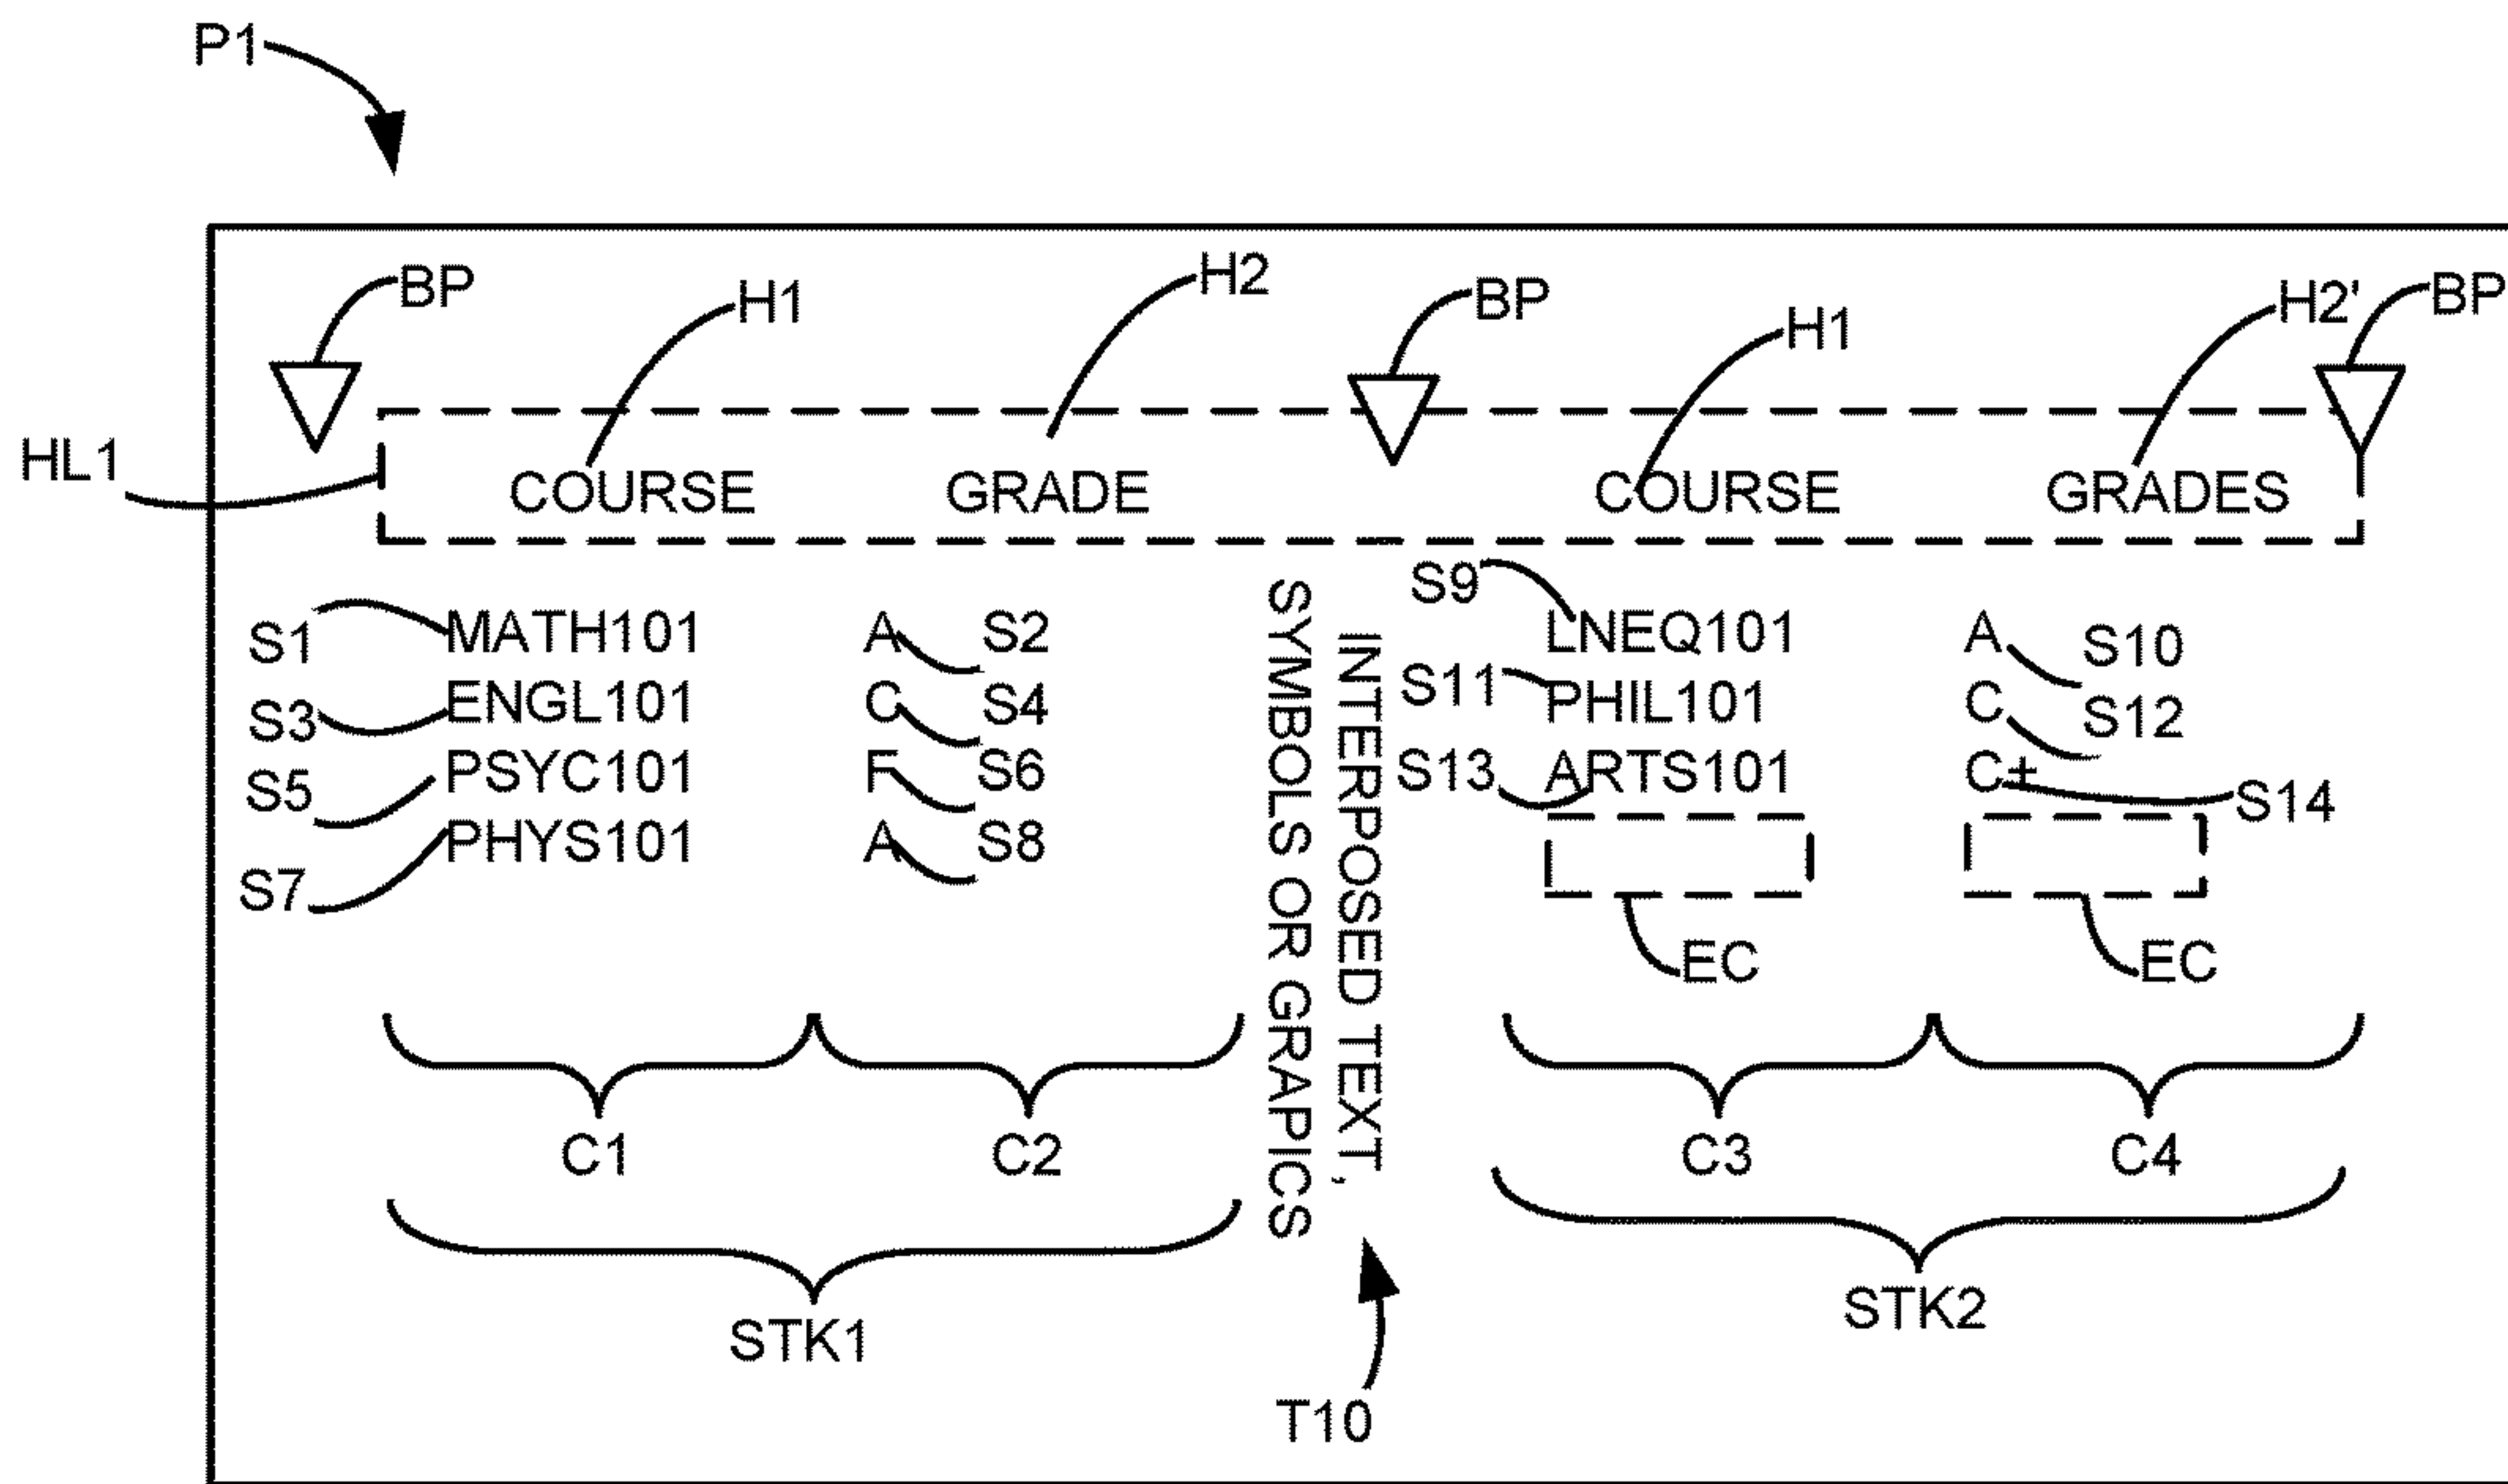 P1
BP H1 H2 BP H1 H2' BP
HL1
COURSE GRADE COURSE GRADES
S1 MATH101 A S2 S9 LNEQ101 A S10
S3 ENGL101 C S4 S11 PHIL101 C S12
S5 PSYC101 F S6 S13 ARTS101 C+ S14
S7 PHYS101 A S8
EC EC
INTERPOSED TEXT,
SYMBOLS OR GRAPICS
C1 C2 C3 C4
STK1 STK2
T10